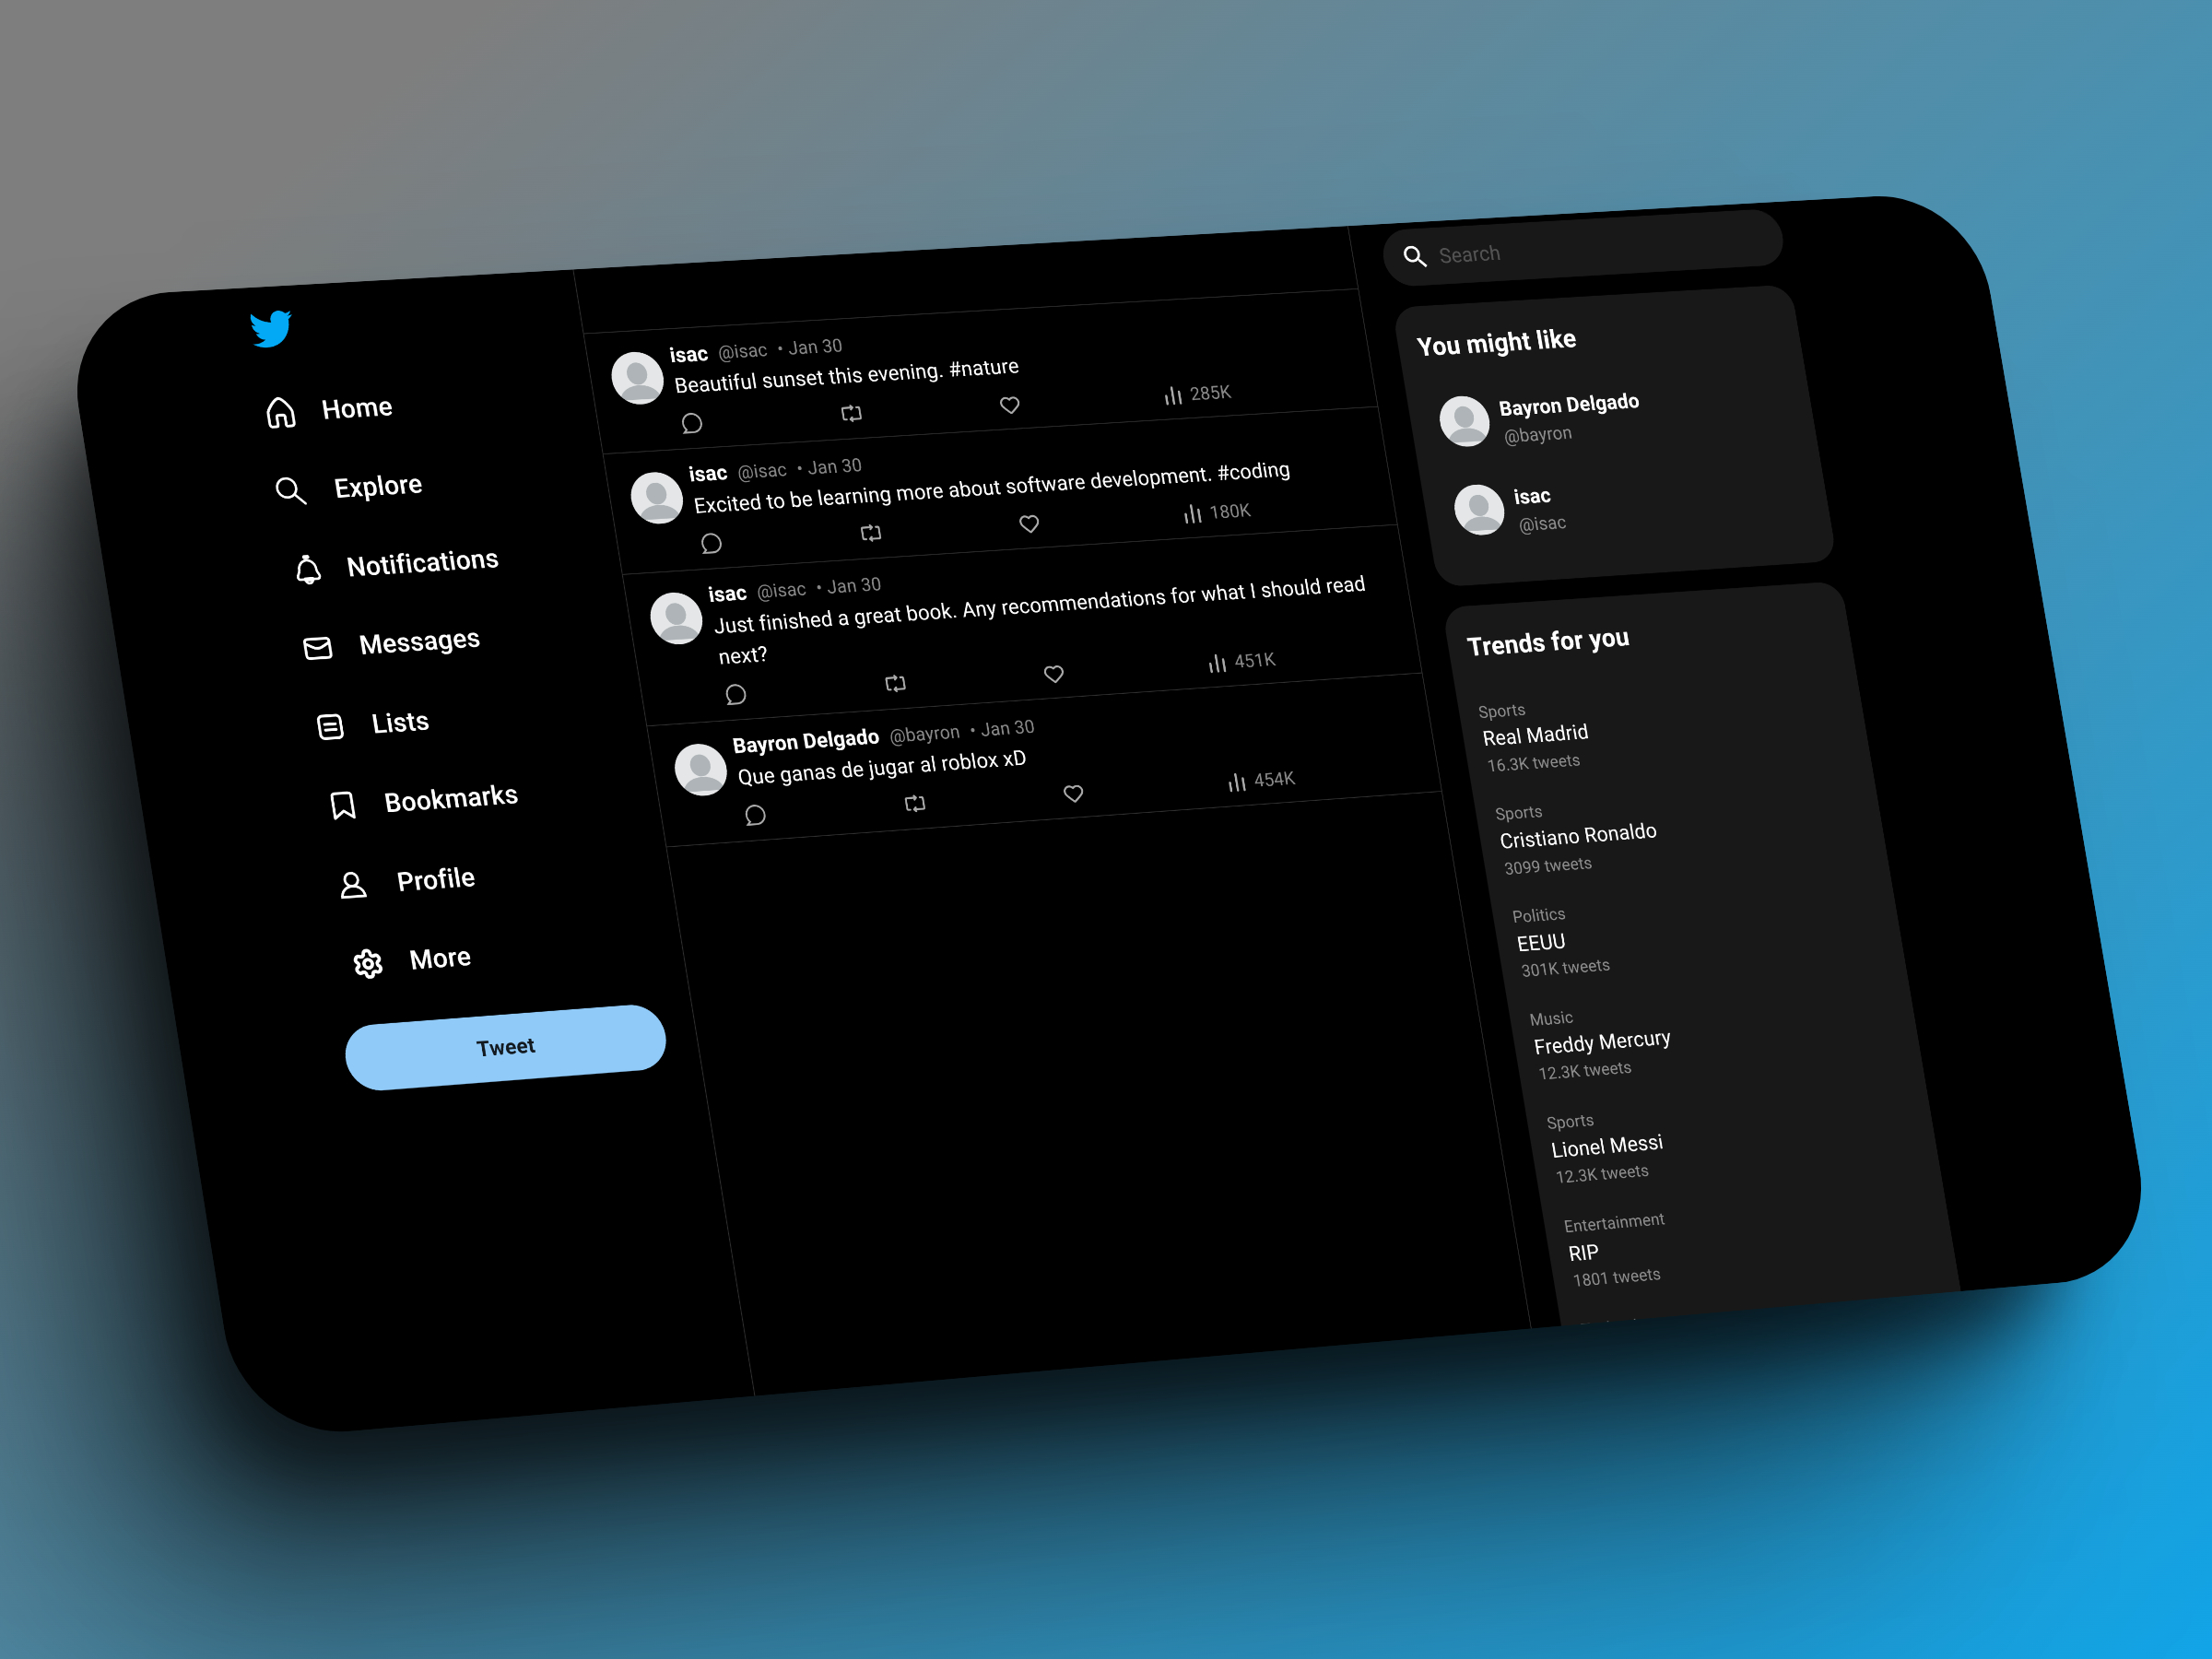 Home
Explore
Notifications
Messages
Lists
Bookmarks
Profile
More
Tweet
isac @isac • Jan 30
Beautiful sunset this evening. #nature
285K
isac @isac • Jan 30
Excited to be learning more about software development. #coding
180K
isac @isac • Jan 30
Just finished a great book. Any recommendations for what I should read
next?
451K
Bayron Delgado @bayron • Jan 30
Que ganas de jugar al roblox xD
454K
Search
You might like
Bayron Delgado
@bayron
isac
@isac
Trends for you
Sports
Real Madrid
16.3K tweets
Sports
Cristiano Ronaldo
3099 tweets
Politics
EEUU
301K tweets
Music
Freddy Mercury
12.3K tweets
Sports
Lionel Messi
12.3K tweets
Entertainment
RIP
1801 tweets